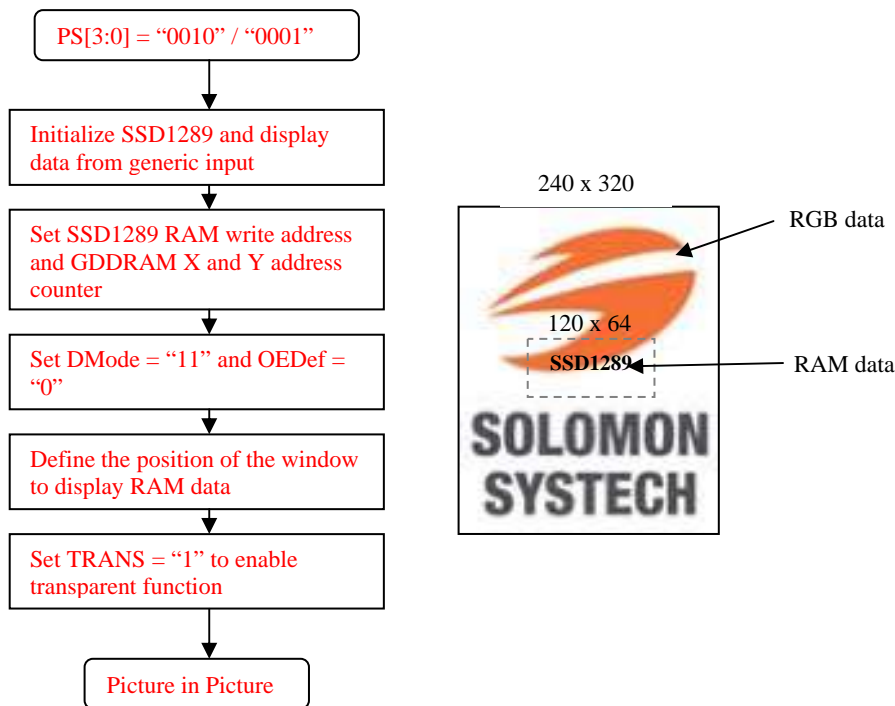 PS[3:0] = “0010” / “0001”
Initialize SSD1289 and display
data from generic input
Set SSD1289 RAM write address
and GDDRAM X and Y address
counter
Set DMode = “11” and OEDef =
“0”
Define the position of the window
to display RAM data
Set TRANS = “1” to enable
transparent function
Picture in Picture
240 x 320
RGB data
120 x 64
SSD1289
RAM data
SOLOMON
SYSTECH